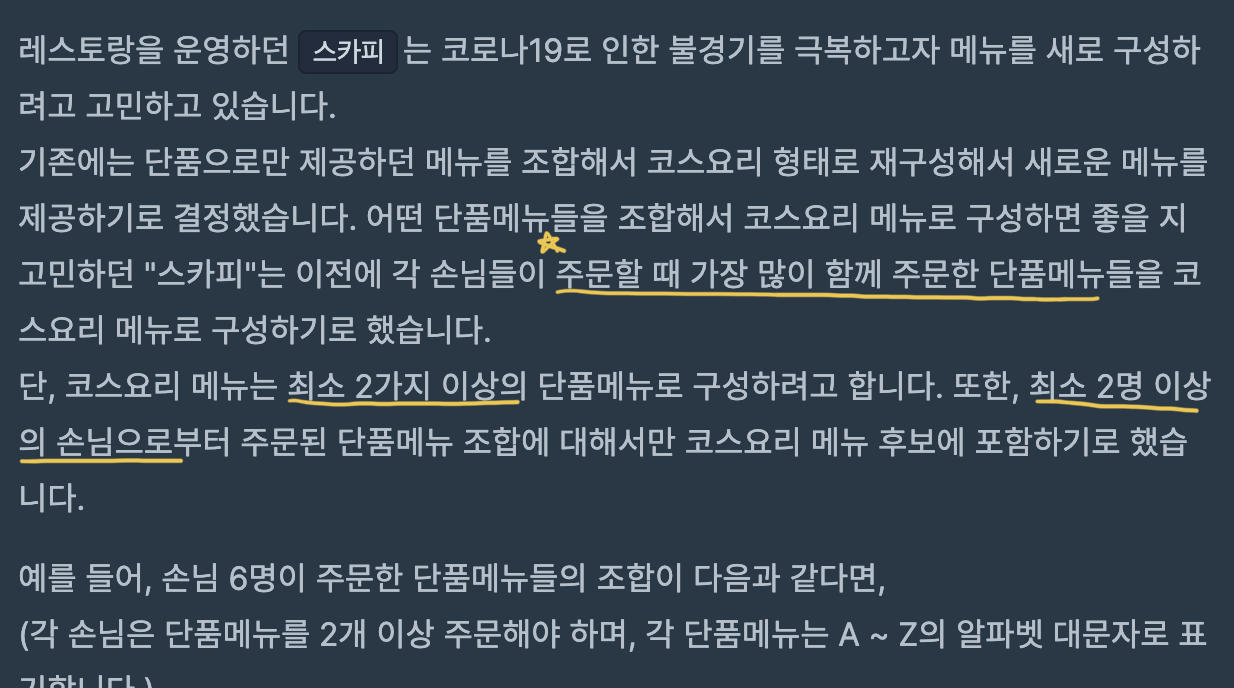 레스토랑을 운영하던 스카피 는 코로나19로 인한 불경기를 극복하고자 메뉴를 새로 구성하
려고 고민하고 있습니다.
기존에는 단품으로만 제공하던 메뉴를 조합해서 코스요리 형태로 재구성해서 새로운 메뉴를
제공하기로 결정했습니다. 어떤 단품메뉴들을 조합해서 코스요리 메뉴로 구성하면 좋을 지
고민하던 "스카피"는 이전에 각 손님들이 주문할 때 가장 많이 함께 주문한 단품메뉴들을 코
스요리 메뉴로 구성하기로 했습니다.
단, 코스요리 메뉴는 최소 2가지 이상의 단품메뉴로 구성하려고 합니다. 또한, 최소 2명 이상
의 손님으로부터 주문된 단품메뉴 조합에 대해서만 코스요리 메뉴 후보에 포함하기로 했습
니다.
예를 들어, 손님 6명이 주문한 단품메뉴들의 조합이 다음과 같다면,
(각 손님은 단품메뉴를 2개 이상 주문해야 하며, 각 단품메뉴는 A ~ Z의 알파벳 대문자로 표